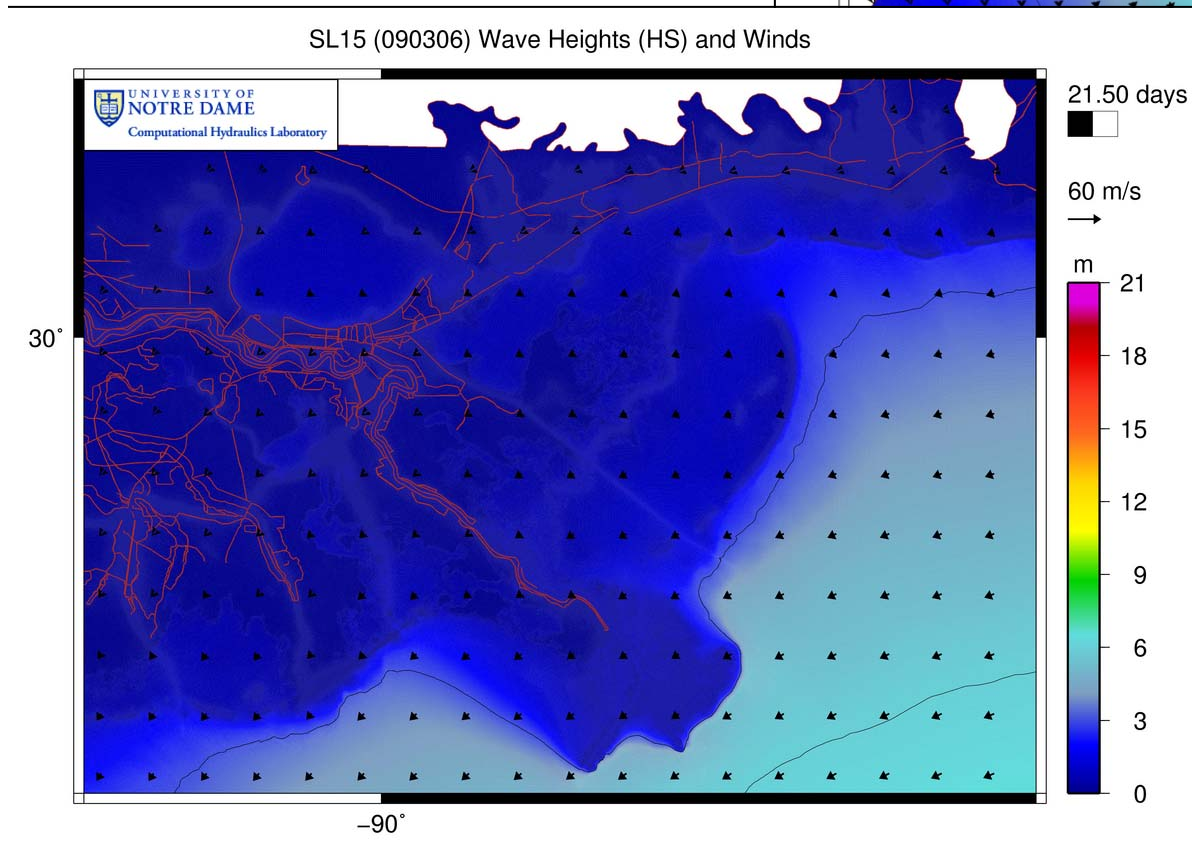 SL15 (090306) Wave Heights (HS) and Winds
UNIVERSITY OF
NOTRE DAME
Computational Hydraulics Laboratory
21.50 days
60 m/s
m
21
18
15
12
9
6
3
0
30°
−90°